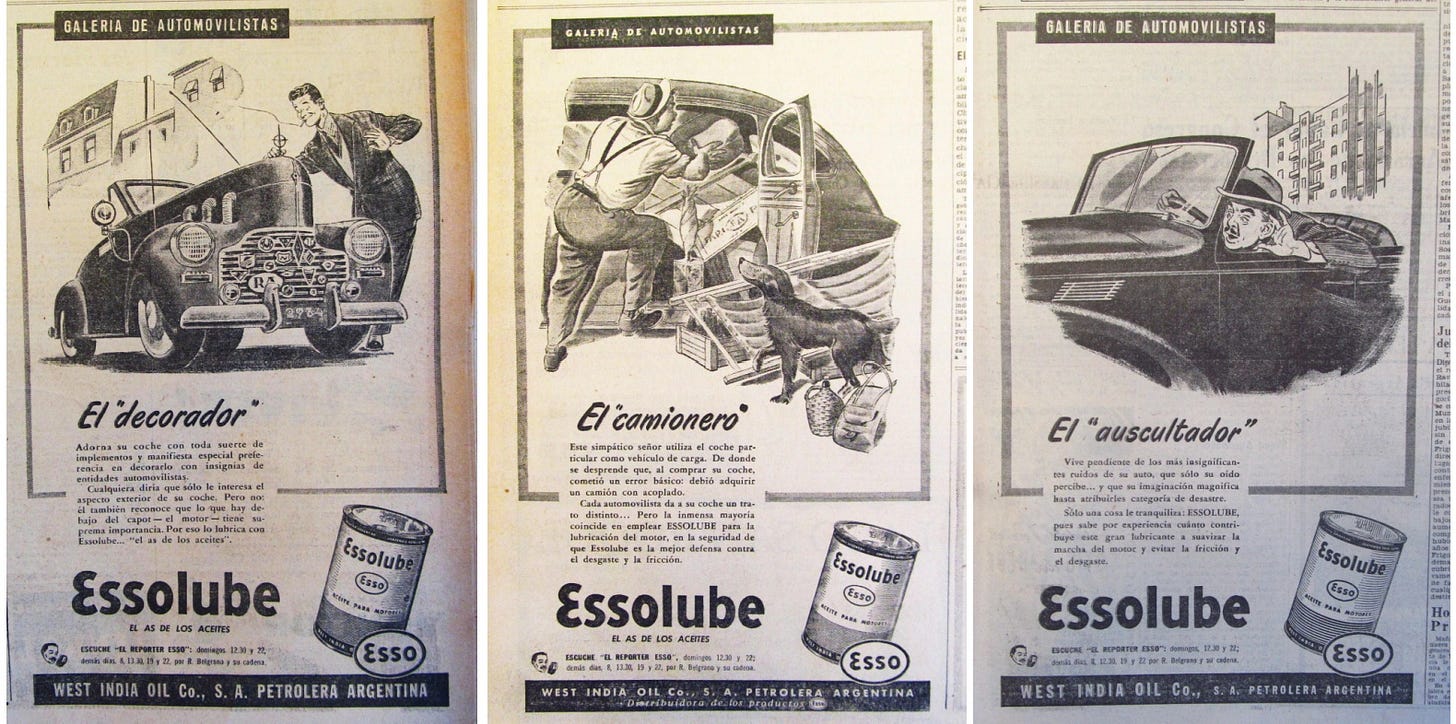 GALERIA DE AUTOMOVILISTAS
2984
El "decorador"
Adorna su coche con toda suerte de
implementos y manifiesta especial prefe-
rencia en decorarlo con insignias de
entidades automovilistas.
Cualquiera diría que sólo le interesa el
aspecto exterior de su coche. Pero no:
él también reconoce que lo que hay de-
bajo del capot — el motor — tiene su-
prema importancia. Por eso lo lubrica con
Essolube... "el as de los aceites".
Essolube
EL AS DE LOS ACEITES
Essolube
Esso
ACEITE PARA MOTORES
Esso
ESCUCHE "EL REPORTER ESSO": domingos 12.30 y 22;
demás días, 8, 13.30, 19 y 22, por R. Belgrano y su cadena.
WEST INDIA OIL Co., S. A. PETROLERA ARGENTINA
GALERIA DE AUTOMOVILISTAS
El "camionero"
Este simpático señor utiliza el coche par-
ticular como vehículo de carga. De donde
se desprende que, al comprar su coche,
cometió un error básico: debió adquirir
un camión con acoplado.
Cada automovilista da a su coche un tra-
to distinto... Pero la inmensa mayoría
coincide en emplear ESSOLUBE para la
lubricación del motor, en la seguridad de
que Essolube es la mejor defensa contra
el desgaste y la fricción.
Essolube
EL AS DE LOS ACEITES
Essolube
Esso
ACEITE PARA MOTORES
Esso
ESCUCHE "EL REPORTER ESSO", domingos 12.30 y 22;
demás días, 8, 13.30, 19 y 22, por R. Belgrano y su cadena.
WEST INDIA OIL Co., S. A. PETROLERA ARGENTINA
Distribuidora de los productos Esso
GALERIA DE AUTOMOVILISTAS
El "auscultador"
Vive pendiente de los más insignifican-
tes ruidos de su auto, que sólo su oído
percibe... y que su imaginación magnifica
hasta atribuirles categoría de desastre.
Sólo una cosa le tranquiliza: ESSOLUBE,
pues sabe por experiencia cuánto contri-
buye este gran lubricante a suavizar la
marcha del motor y evitar la fricción y
el desgaste.
Essolube
Essolube
Esso
ACEITE PARA MOTORES
Esso
ESCUCHE "EL REPORTER ESSO": domingos, 12.30 y 22;
demás días, 8, 12.30, 19 y 22 por R. Belgrano y su cadena.
WEST INDIA OIL Co., S. A. PETROLERA ARGENTINA